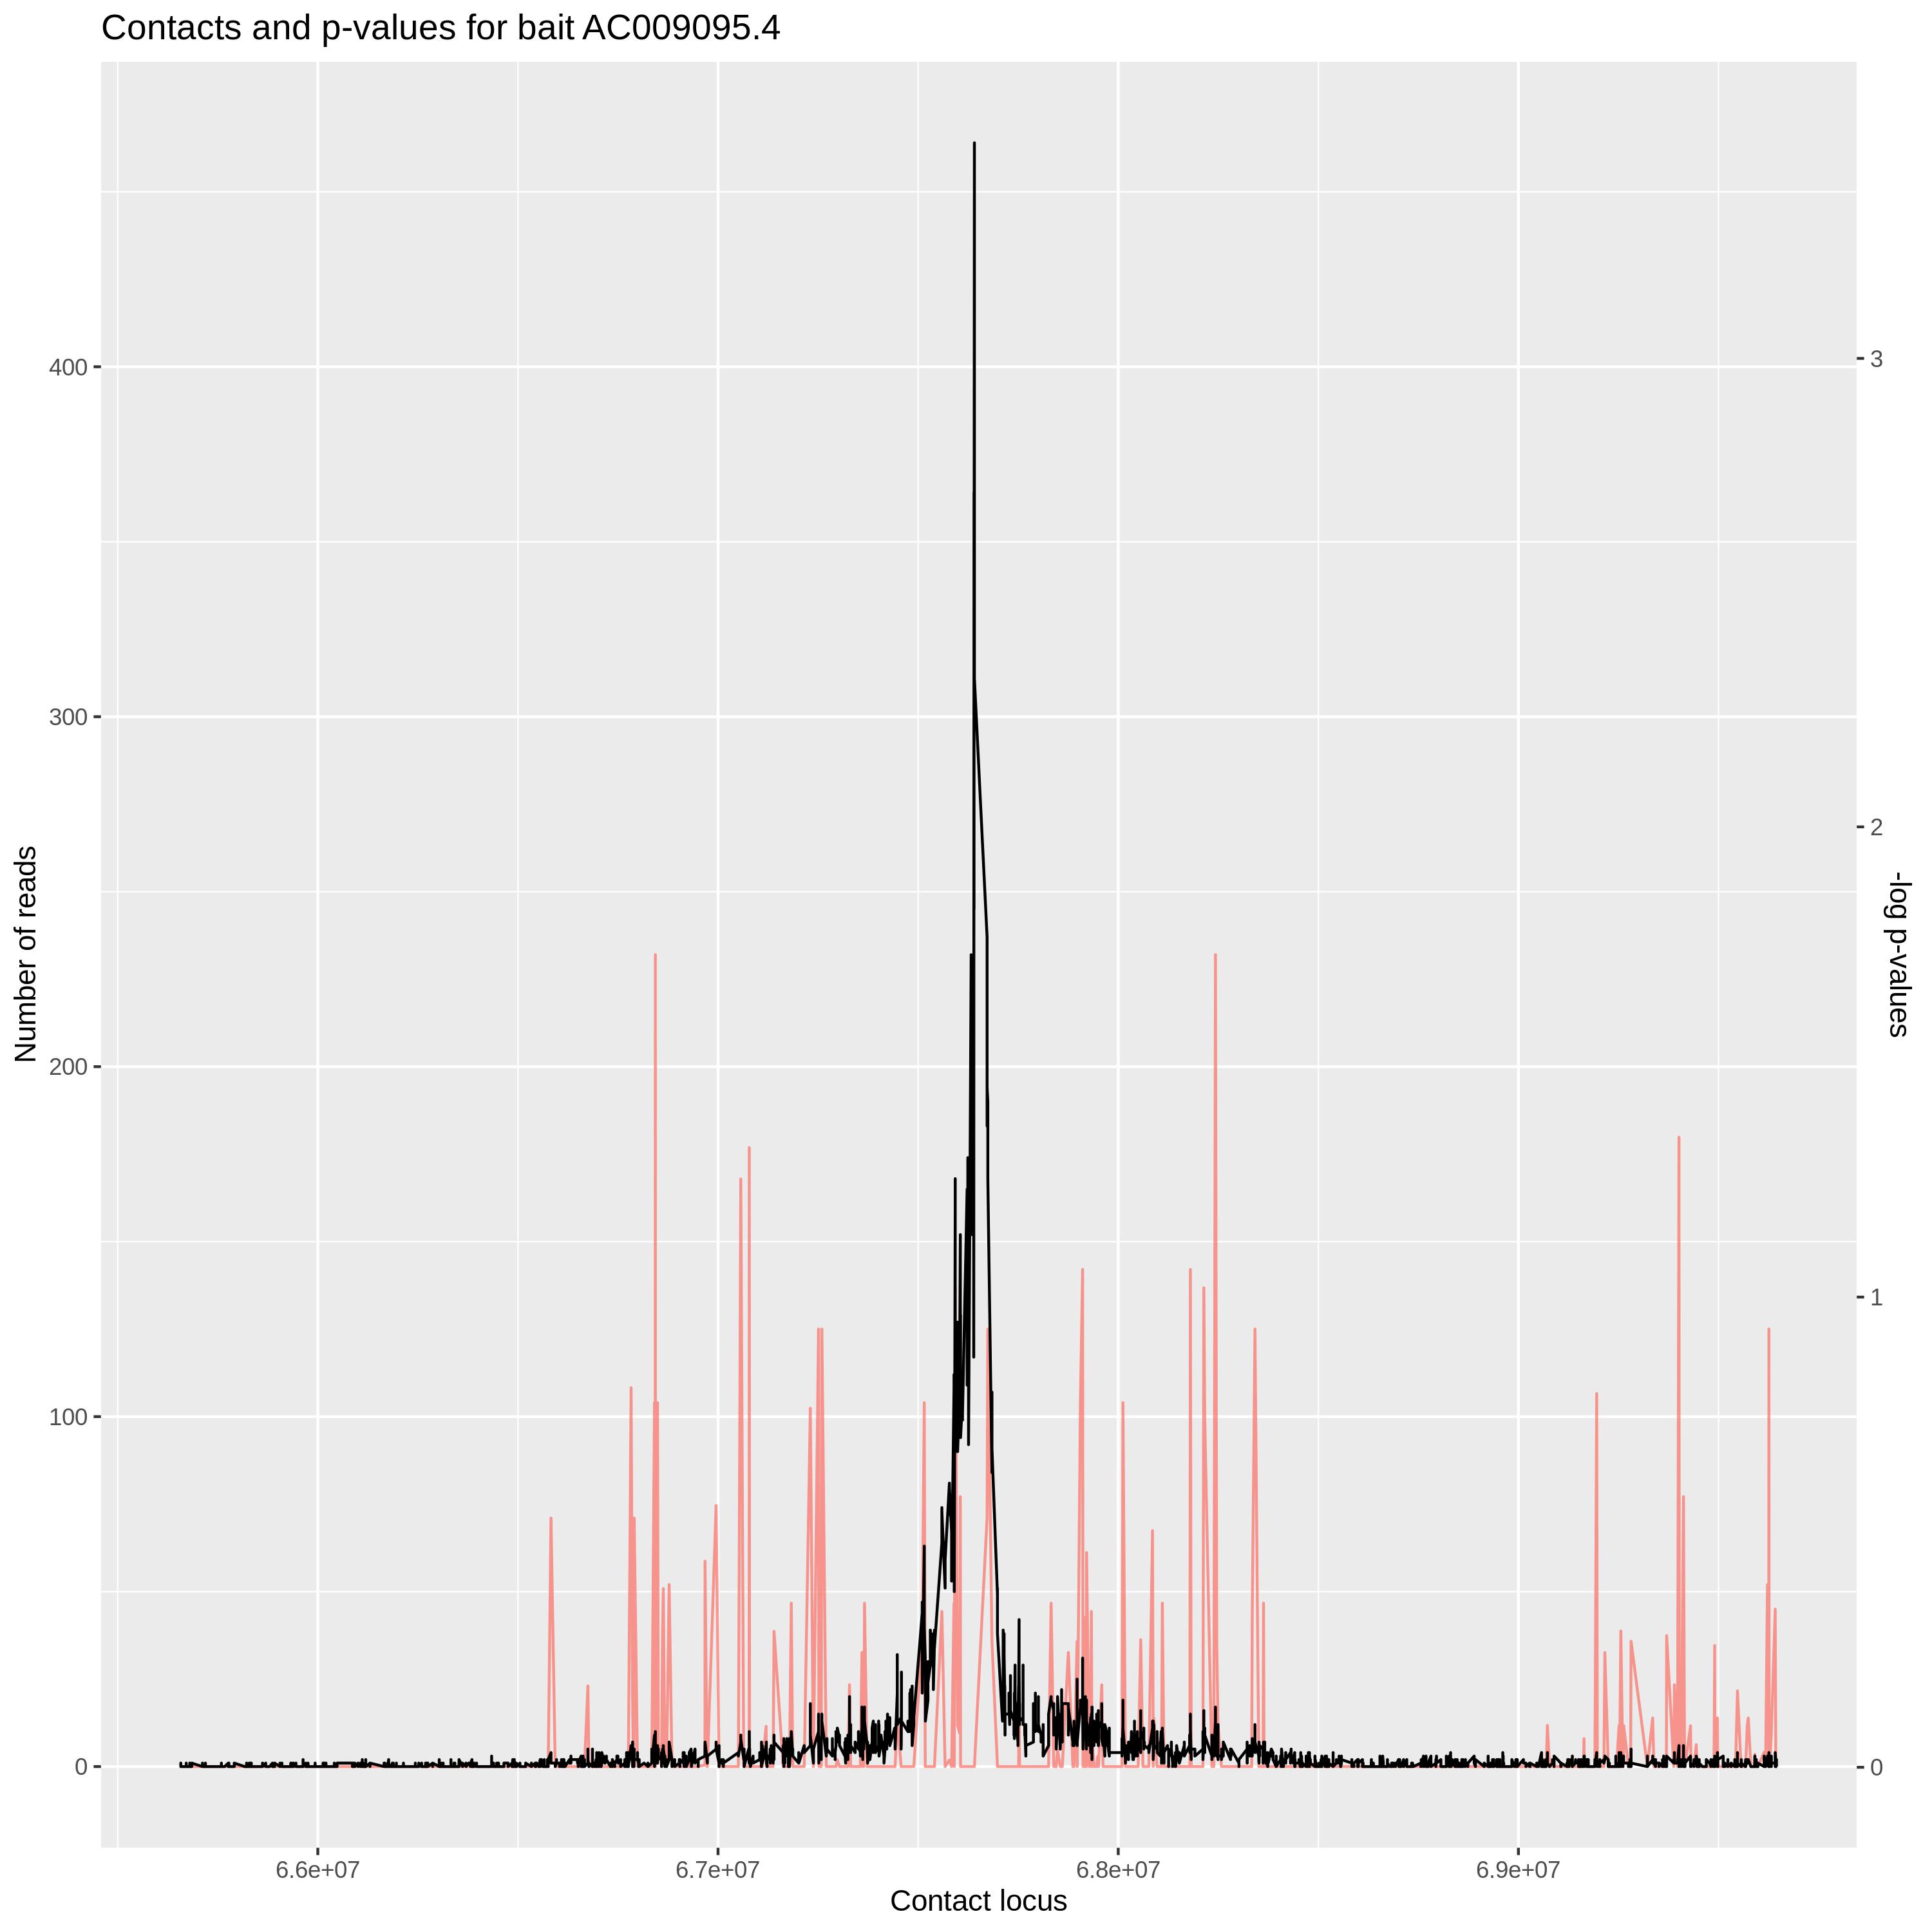 Contacts and p-values for bait AC009095.4
Number of reads
400
300
200
100
0
3
2
1
0
-log p-values
6.6e+07
6.7e+07
6.8e+07
6.9e+07
Contact locus